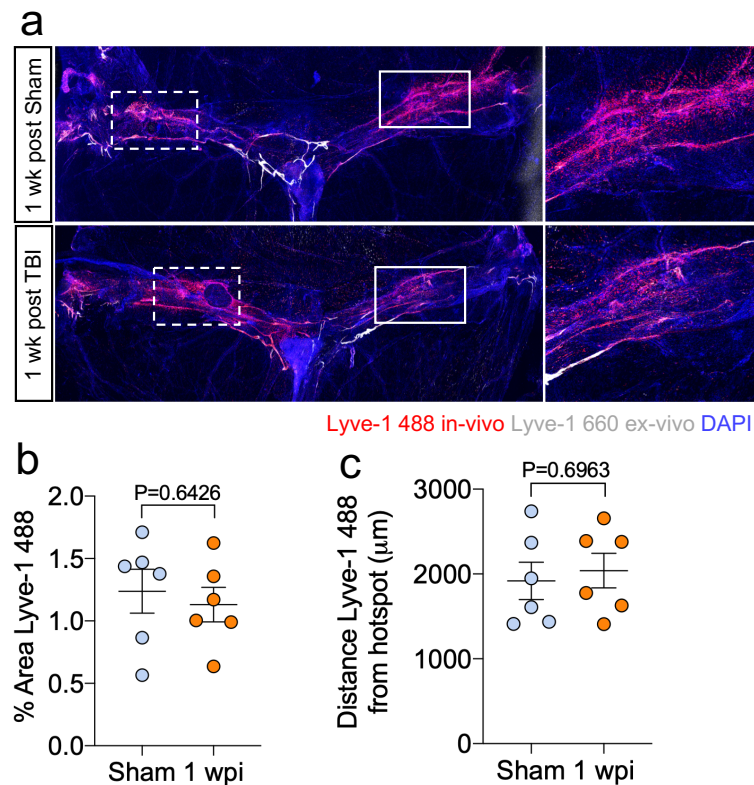 a
1 wk post Sham
1 wk post TBI
Lyve-1 488 in-vivo Lyve-1 660 ex-vivo DAPI
b
P=0.6426
% Area Lyve-1 488
2.0
1.5
1.0
0.5
0.0
Sham 1 wpi
c
P=0.6963
Distance Lyve-1 488
from hotspot (μm)
3000
2000
1000
0
Sham 1 wpi